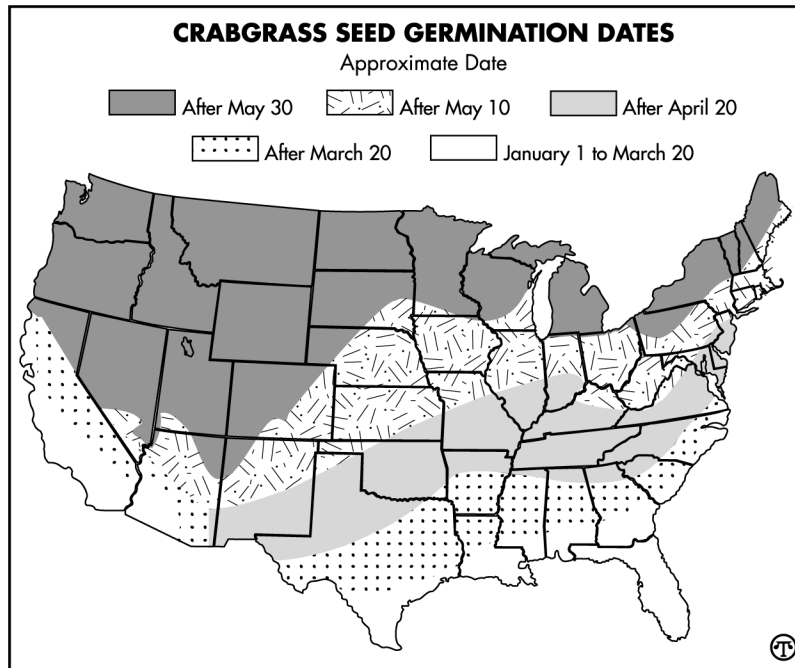 CRABGRASS SEED GERMINATION DATES
Approximate Date
After May 30
After May 10
After April 20
After March 20
January 1 to March 20
T